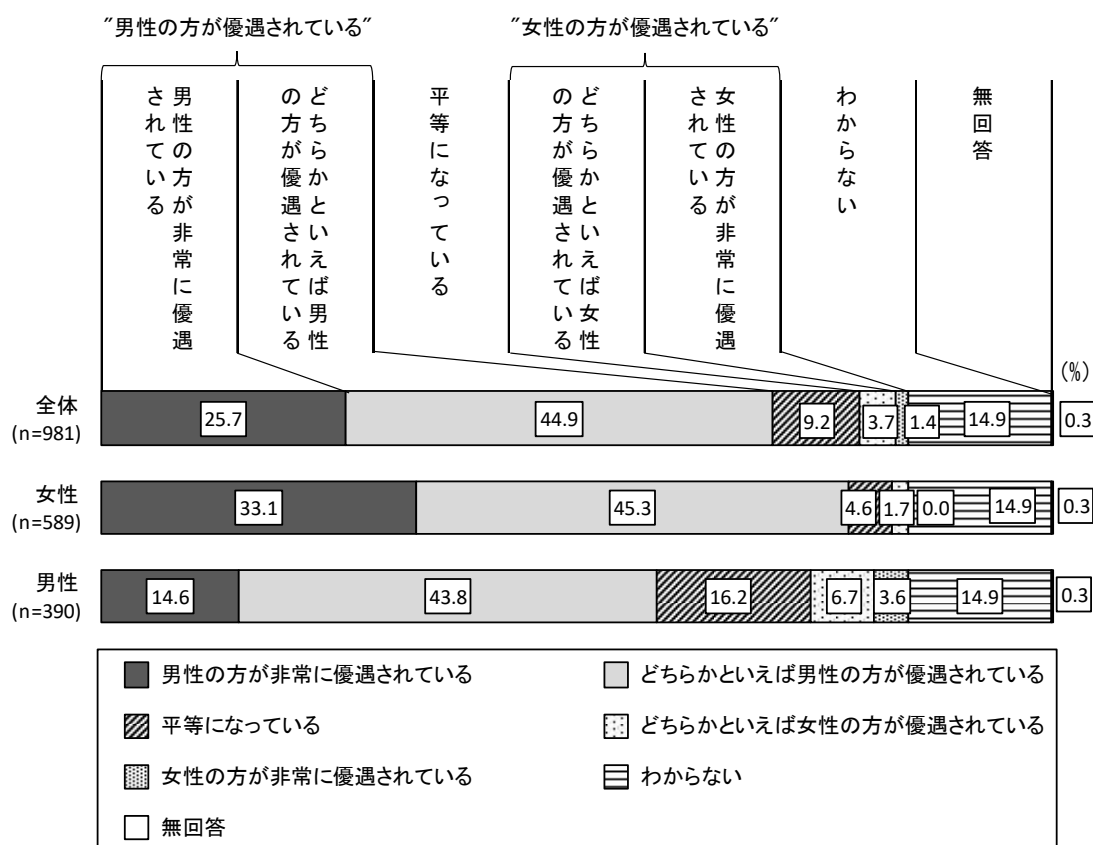 "男性の方が優遇されている"
"女性の方が優遇されている"
男性の方が非常に優遇
されている
どちらかといえば男性
の方が優遇されている
平等になっている
どちらかといえば女性
の方が優遇されている
女性の方が非常に優遇
されている
わからない
無回答
(%)
全体
(n=981)
25.7
44.9
9.2
3.7
1.4
14.9
0.3
女性
(n=589)
33.1
45.3
4.6
1.7
0.0
14.9
0.3
男性
(n=390)
14.6
43.8
16.2
6.7
3.6
14.9
0.3
男性の方が非常に優遇されている
どちらかといえば男性の方が優遇されている
平等になっている
どちらかといえば女性の方が優遇されている
女性の方が非常に優遇されている
わからない
無回答